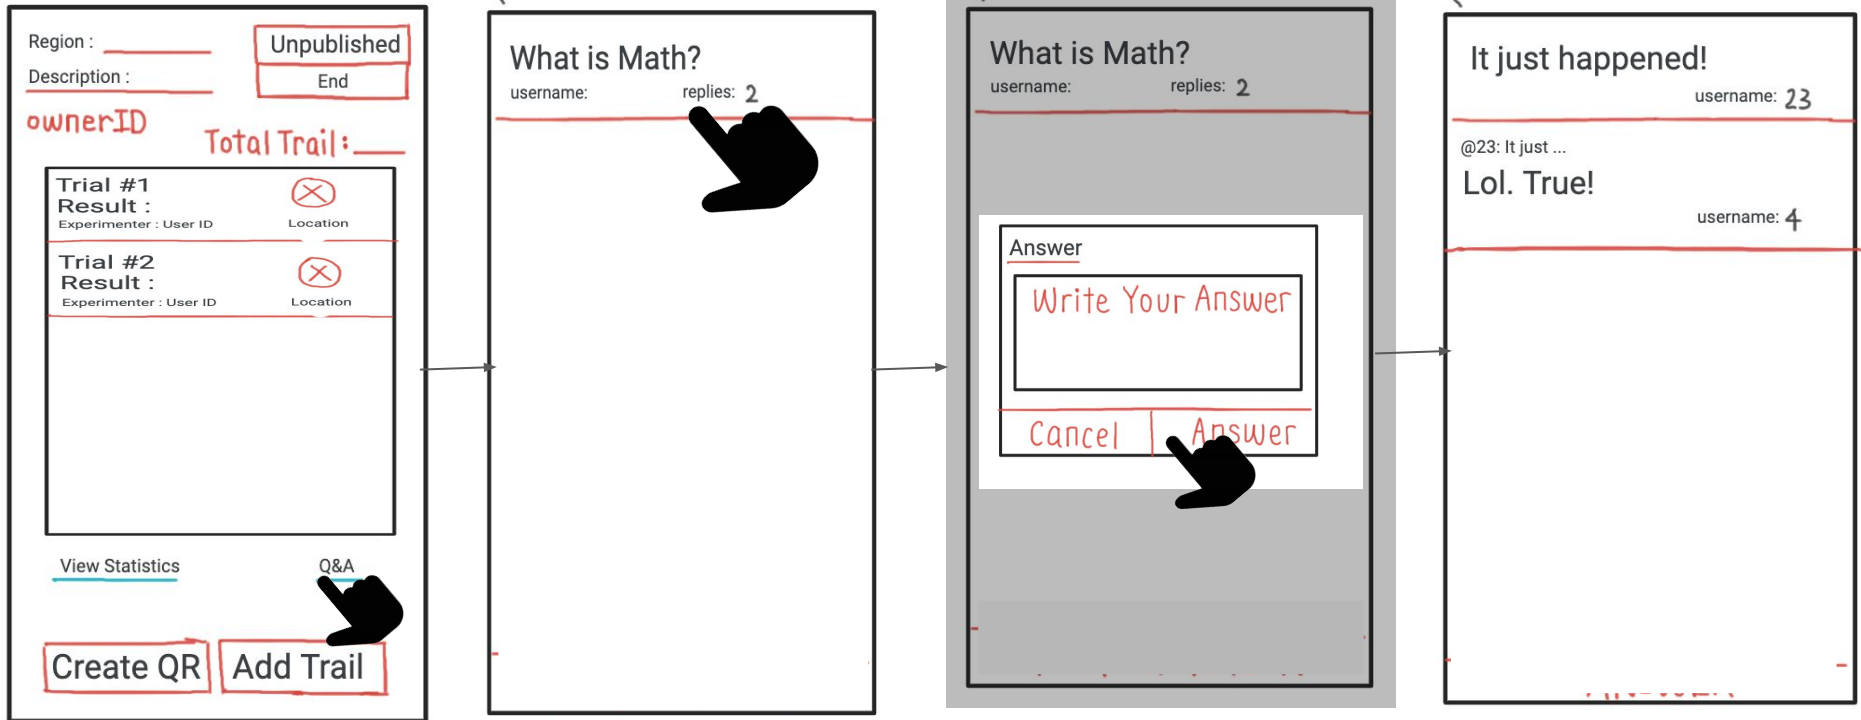 Region :
Unpublished
Description :
End
ownerID
Total Trail :
Trial #1
Result :
Experimenter : User ID
Location
Trial #2
Result :
Experimenter : User ID
Location
View Statistics
Q&A
Create QR
Add Trail
What is Math?
username:
replies: 2
What is Math?
username:
replies: 2
Answer
Write Your Answer
Cancel
Answer
It just happened!
username: 23
@23: It just ...
Lol. True!
username: 4